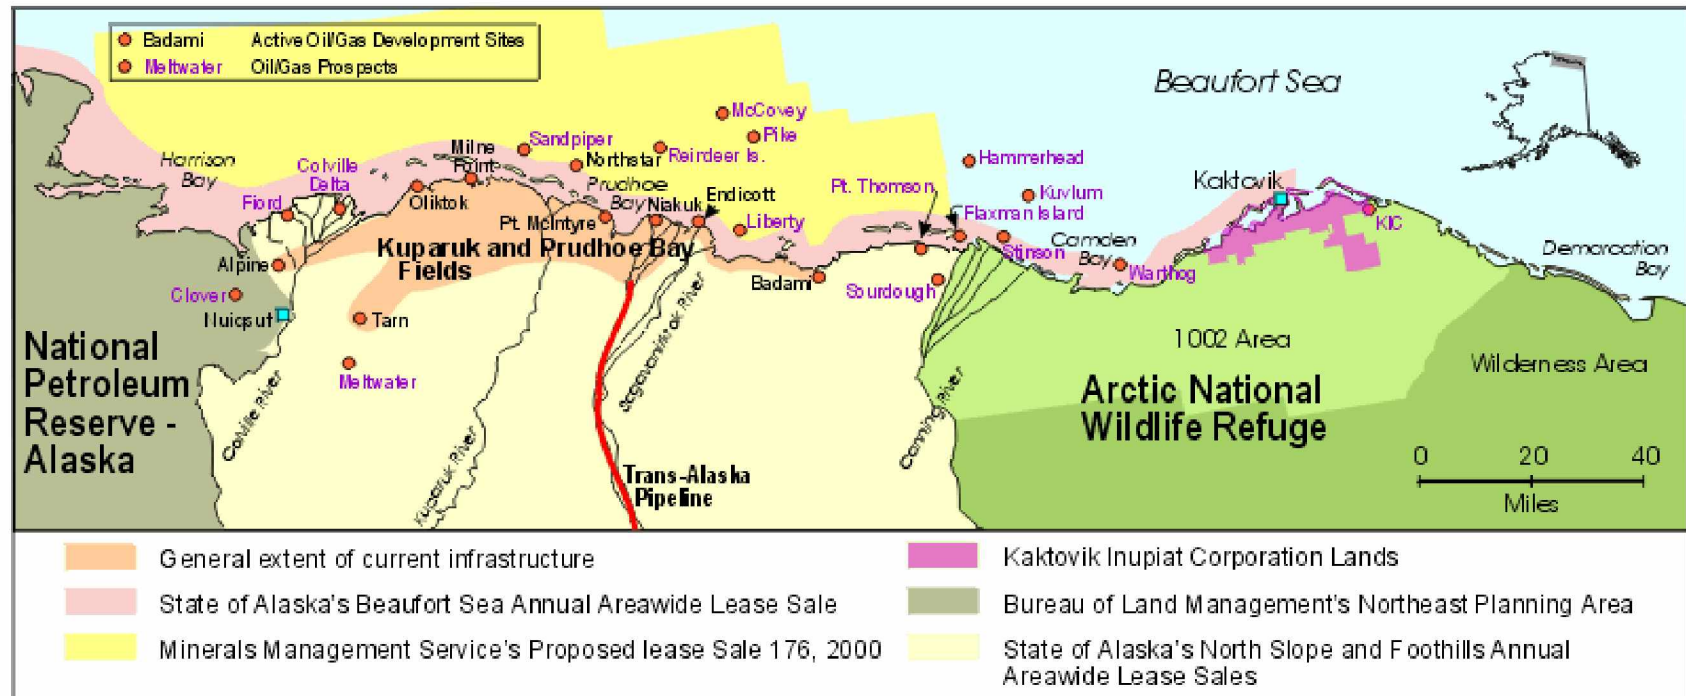 Badami Active Oil/Gas Development Sites
Meltwater Oil/Gas Prospects
Beaufort Sea
McCovey
Pike
Sandpiper
Reindeer Is.
Northstar
Milne
Point
Harrison
Bay
Colville
Delta
Fiord
Oliktok
Prudhoe
Bay
Pt. McIntyre
Niakuk
Endicott
Liberty
Hammerhead
Kuvlum
Pt. Thomson
Flaxman Island
Stinson
Camden
Bay
Warthog
Kaktovik
KIC
Demarcation
Bay
Kuparuk and Prudhoe Bay
Fields
Alpine
Clover
Nuiqsut
Tarn
Meltwater
Badami
Sourdough
National
Petroleum
Reserve -
Alaska
Colville River
Kuparuk River
Sagavanirktok River
Canning River
Trans-Alaska
Pipeline
1002 Area
Arctic National
Wildlife Refuge
Wilderness Area
0 20 40
Miles
General extent of current infrastructure
State of Alaska's Beaufort Sea Annual Areawide Lease Sale
Minerals Management Service's Proposed lease Sale 176, 2000
Kaktovik Inupiat Corporation Lands
Bureau of Land Management's Northeast Planning Area
State of Alaska's North Slope and Foothills Annual
Areawide Lease Sales